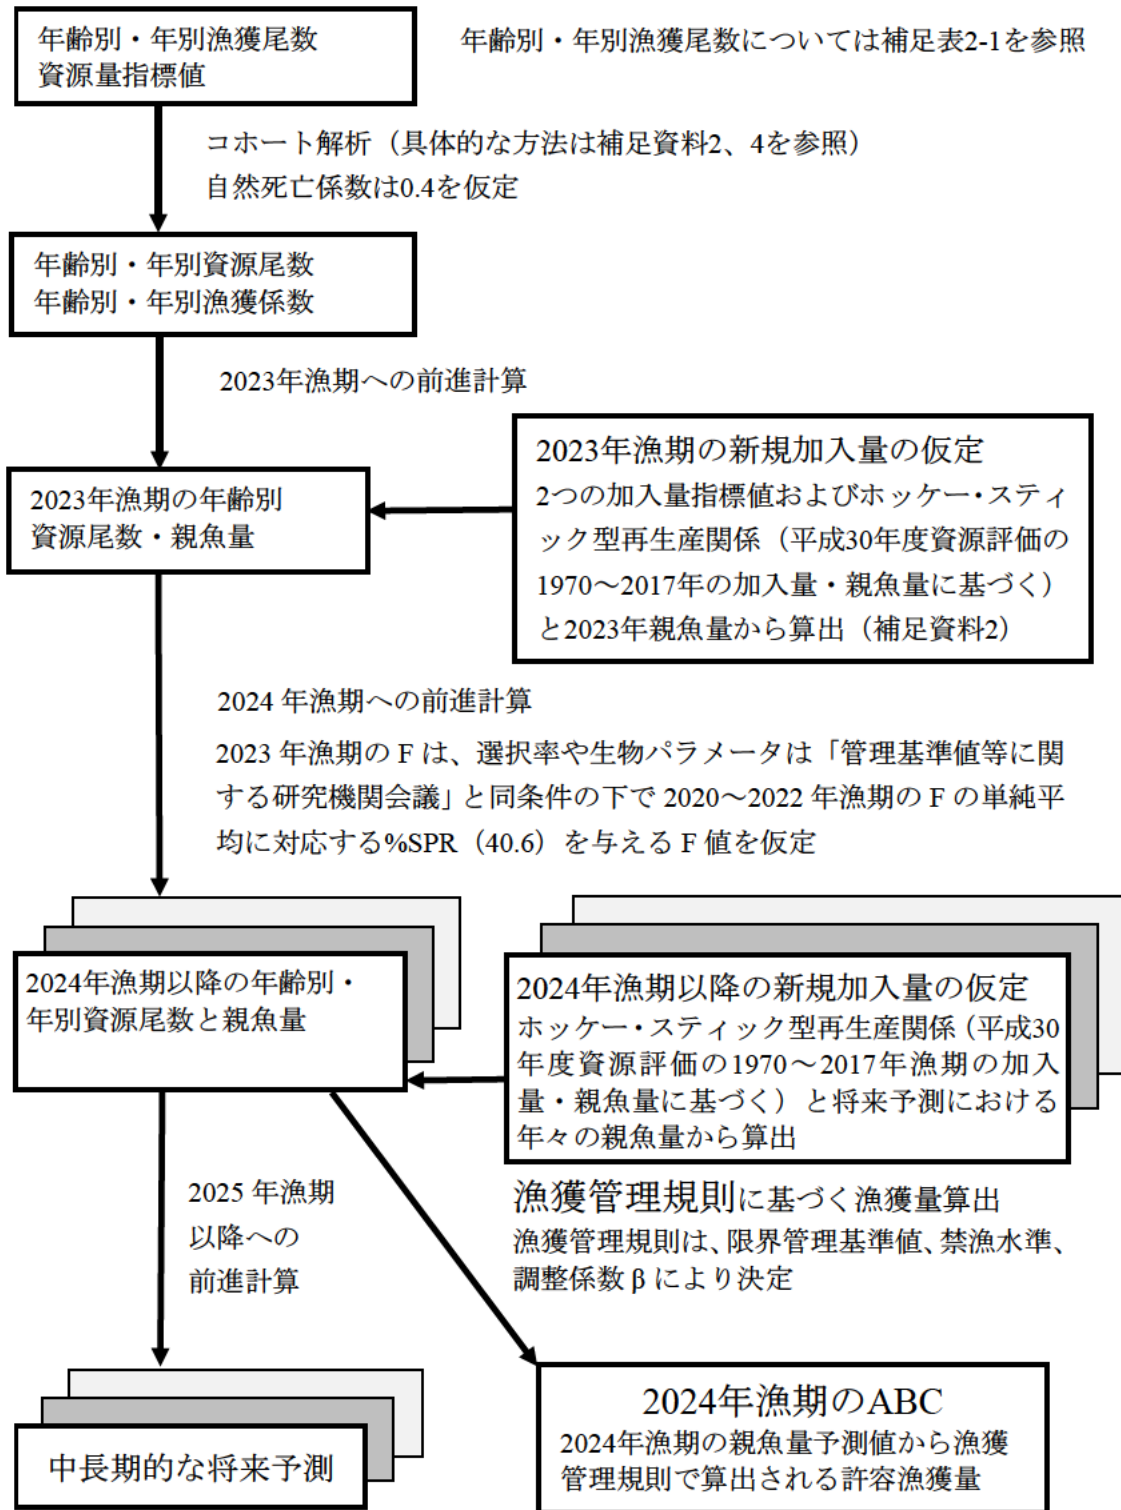 年齢別・年別漁獲尾数
資源量指標値
年齢別・年別漁獲尾数については補足表2-1を参照
コホート解析（具体的な方法は補足資料2、4を参照）
自然死亡係数は0.4を仮定
年齢別・年別資源尾数
年齢別・年別漁獲係数
2023年漁期への前進計算
2023年漁期の年齢別
資源尾数・親魚量
2023年漁期の新規加入量の仮定
2つの加入量指標値およびホッケー・スティ
ック型再生産関係（平成30年度資源評価の
1970～2017年の加入量・親魚量に基づく）
と2023年親魚量から算出（補足資料2）
2024 年漁期への前進計算
2023 年漁期の F は、選択率や生物パラメータは「管理基準値等に関
する研究機関会議」と同条件の下で 2020～2022 年漁期の F の単純平
均に対応する%SPR（40.6）を与える F 値を仮定
2024年漁期以降の年齢別・
年別資源尾数と親魚量
2024年漁期以降の新規加入量の仮定
ホッケー・スティック型再生産関係（平成30
年度資源評価の1970～2017年漁期の加入
量・親魚量に基づく）と将来予測における
年々の親魚量から算出
2025 年漁期
以降への
前進計算
漁獲管理規則に基づく漁獲量算出
漁獲管理規則は、限界管理基準値、禁漁水準、
調整係数 β により決定
中長期的な将来予測
2024年漁期のABC
2024年漁期の親魚量予測値から漁獲
管理規則で算出される許容漁獲量